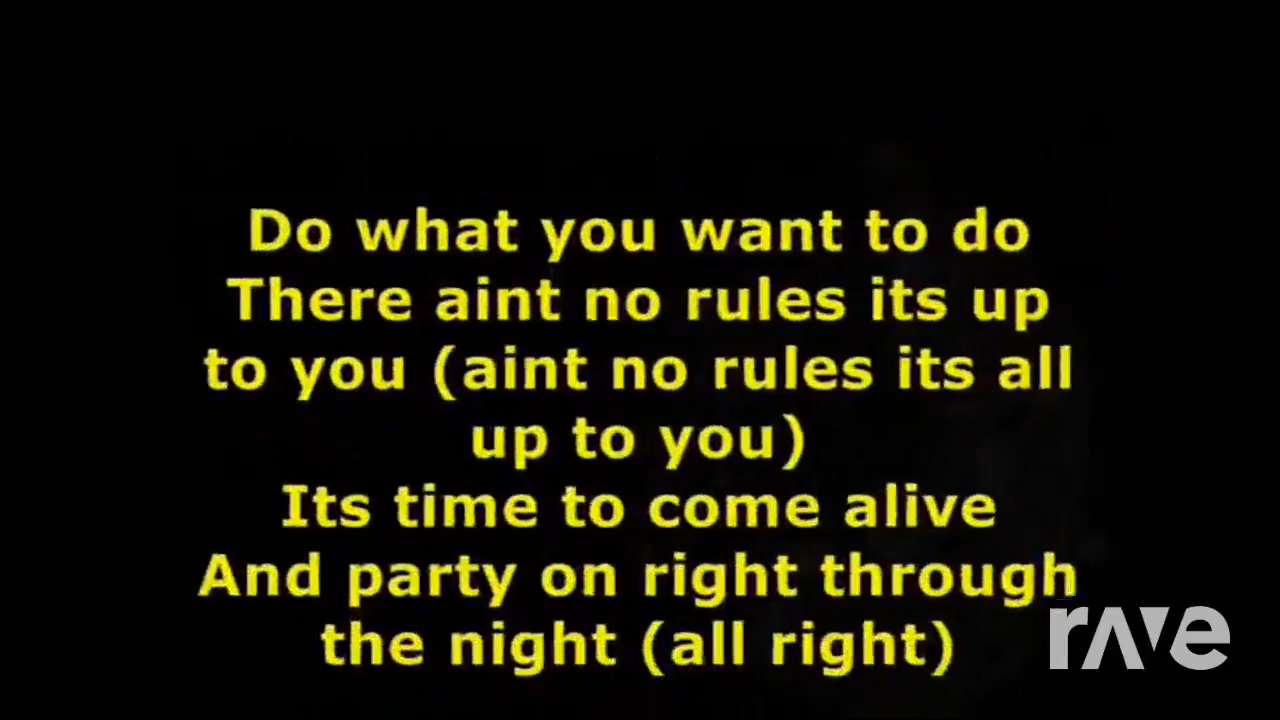 Do what you want to do
There aint no rules its up
to you (aint no rules its all
up to you)
Its time to come alive
And party on right through
the night (all right)
rave